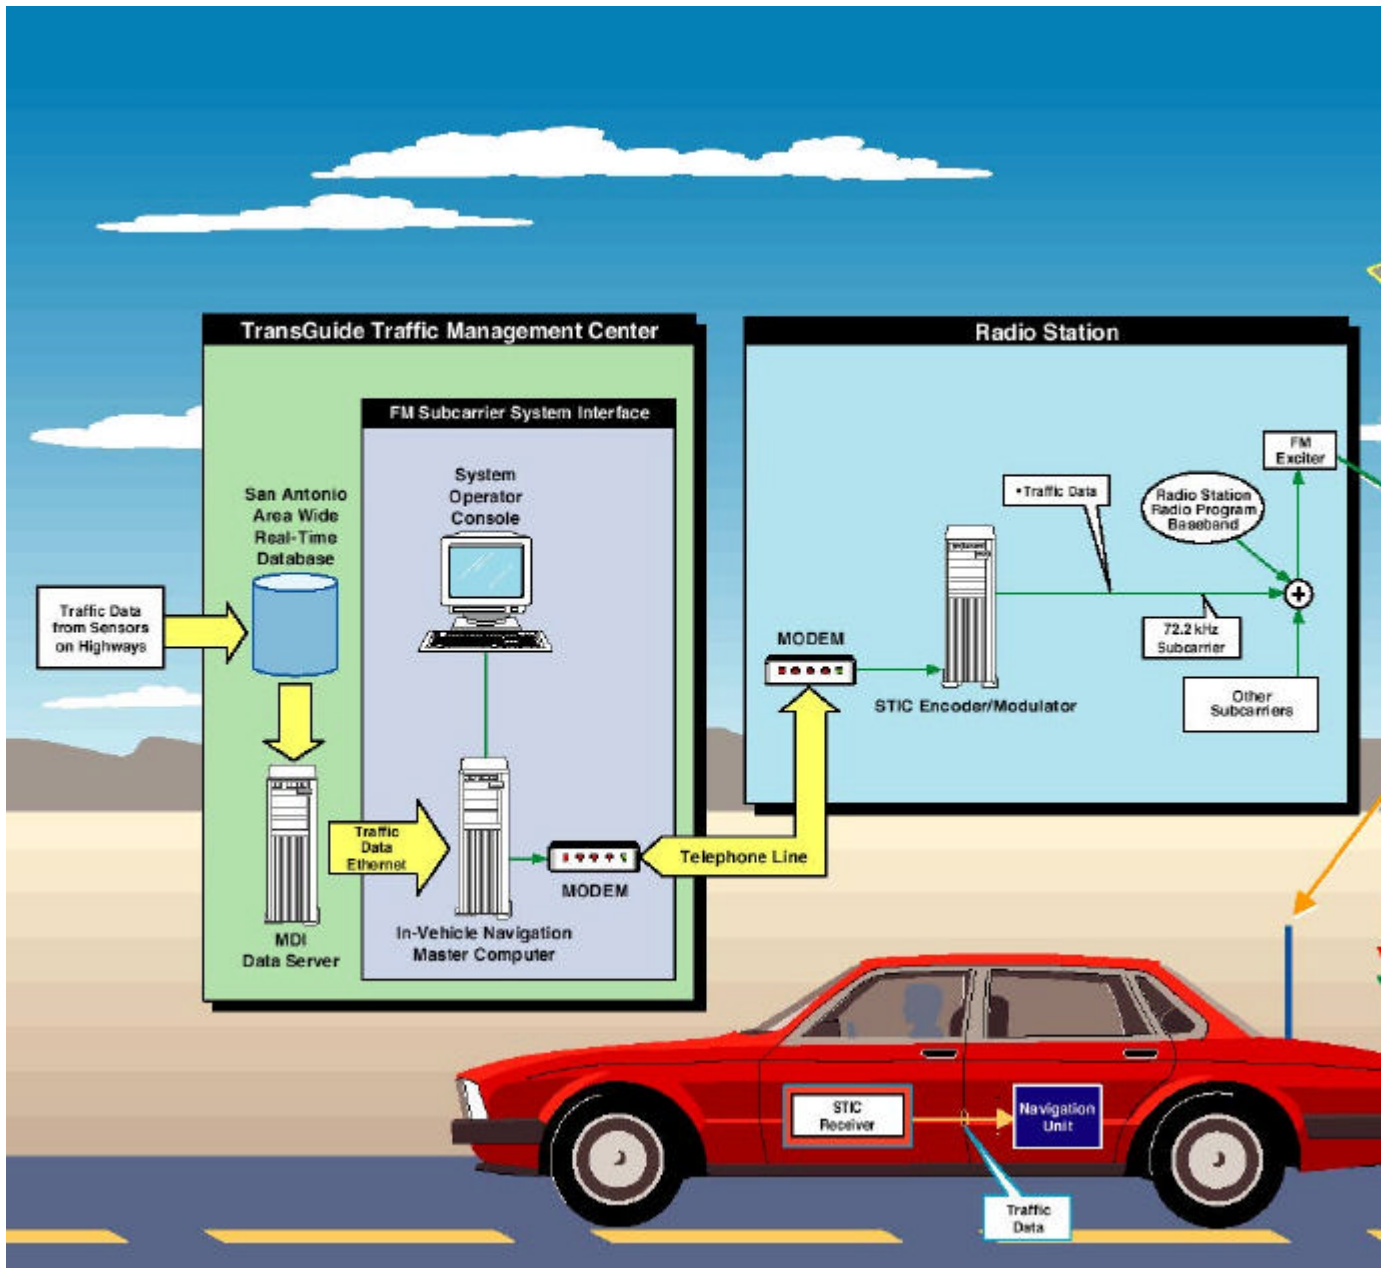 TransGuide Traffic Management Center
FM Subcarrier System Interface
System
Operator
Console
San Antonio
Area Wide
Real-Time
Database
Traffic Data
from Sensors
on Highways
Traffic
Data
Ethernet
MDI
Data Server
In-Vehicle Navigation
Master Computer
MODEM
Telephone Line
Radio Station
FM
Exciter
•Traffic Data
Radio Station
Radio Program
Baseband
+
72.2 kHz
Subcarrier
MODEM
STIC Encoder/Modulator
Other
Subcarriers
STIC
Receiver
Navigation
Unit
Traffic
Data